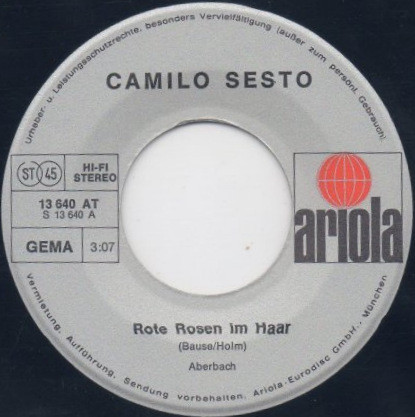 Urheber- u. Leistungsschutzrechte, besonders Vervielfältigung (außer zum persönl. Gebrauch)
CAMILO SESTO
ST 45
HI-FI
STEREO
13 640 AT
S 13 640 A
GEMA 3:07
ariola
Rote Rosen im Haar
(Bause/Holm)
Aberbach
Vermietung, Aufführung, Sendung vorbehalten. Ariola-Eurodisc GmbH., München